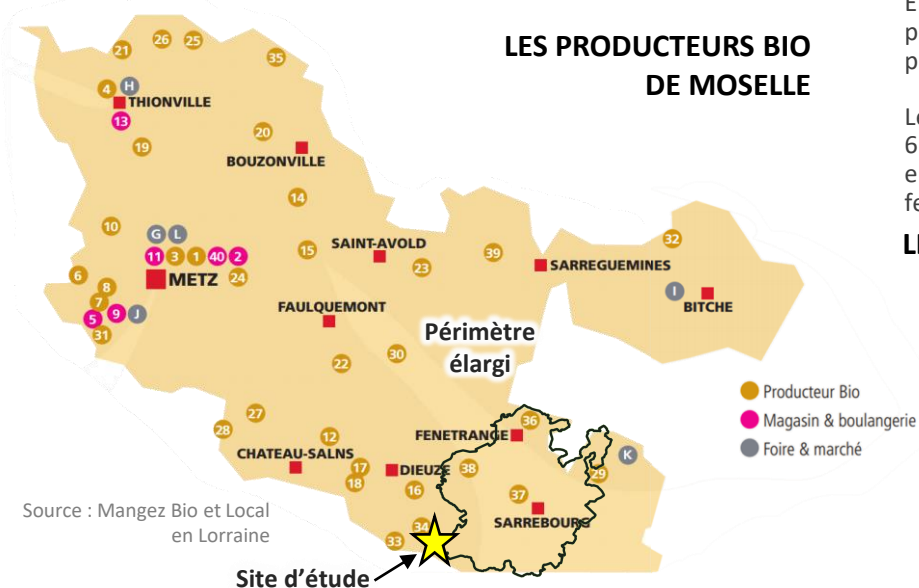 LES PRODUCTEURS BIO
DE MOSELLE
21
26
25
35
4
H
THIONVILLE
13
19
20
BOUZONVILLE
14
10
G
L
11
3
1
40
2
METZ
24
15
SAINT-AVOLD
23
39
SARREGUEMINES
32
I
BITCHE
6
8
7
5
9
J
31
FAULQUEMONT
22
30
Périmètre
élargi
Producteur Bio
Magasin & boulangerie
Foire & marché
27
28
12
CHATEAU-SALNS
17
18
DIEUZE
16
FENETRANGE
36
38
K
29
37
SARREBOURG
34
33
Source : Mangez Bio et Local
en Lorraine
Site d'étude
L
6